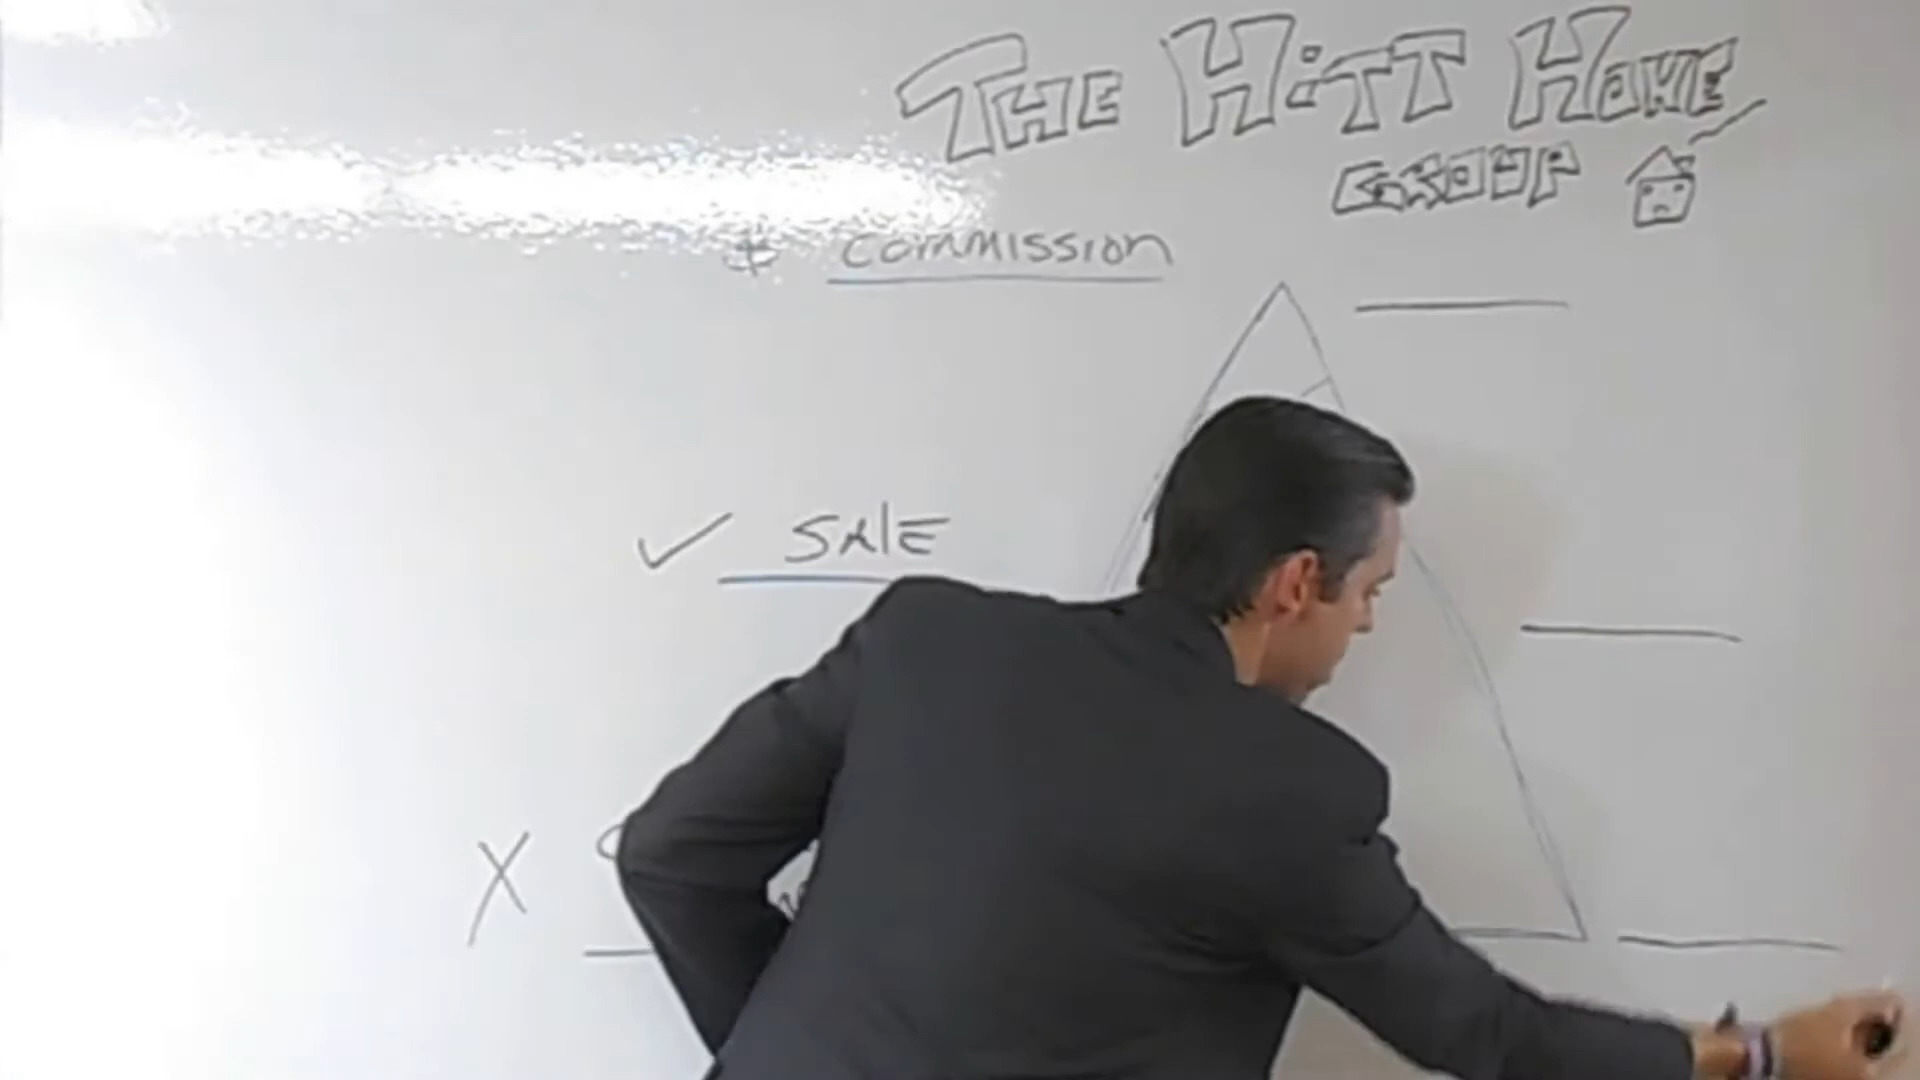 THE HiTT HOME
GROUP
$ COMMISSION
✓ SALE
X